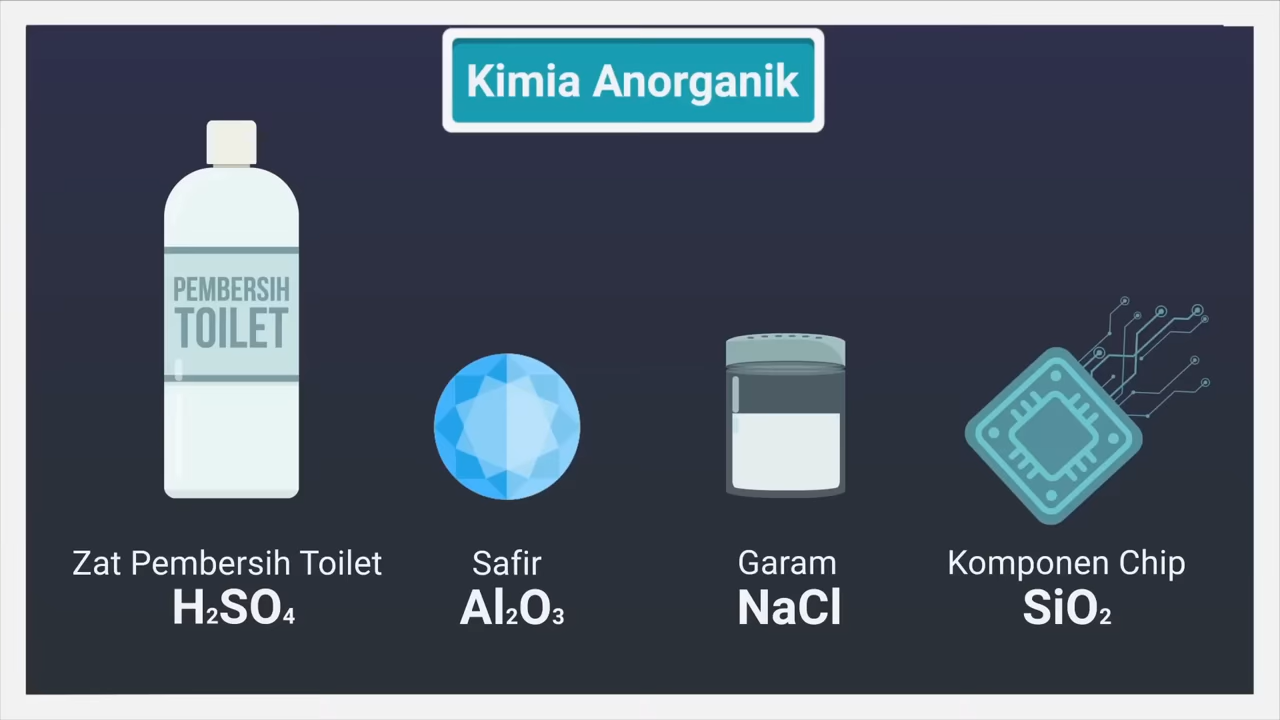 Kimia Anorganik
PEMBERSIH
TOILET
Zat Pembersih Toilet
H₂SO₄
Safir
Al₂O₃
Garam
NaCl
Komponen Chip
SiO₂